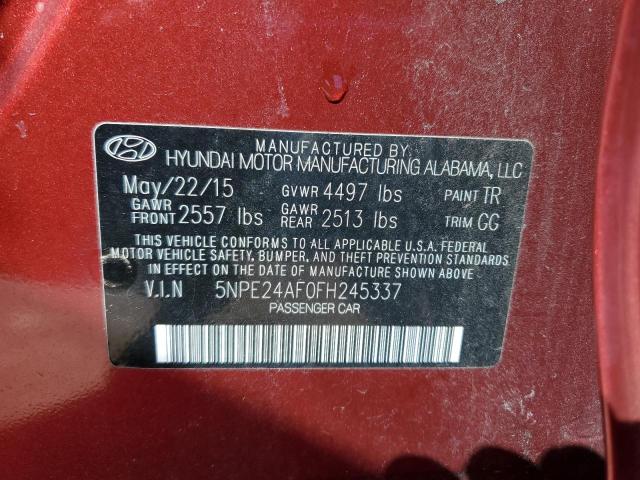 MANUFACTURED BY:
HYUNDAI MOTOR MANUFACTURING ALABAMA, LLC
May/22/15 GVWR 4497 lbs PAINT TR
GAWR FRONT 2557 lbs GAWR REAR 2513 lbs TRIM GG
THIS VEHICLE CONFORMS TO ALL APPLICABLE U.S.A. FEDERAL
MOTOR VEHICLE SAFETY, BUMPER, AND THEFT PREVENTION STANDARDS
IN EFFECT ON THE DATE OF MANUFACTURE SHOWN ABOVE.
V.I.N 5NPE24AF0FH245337
PASSENGER CAR